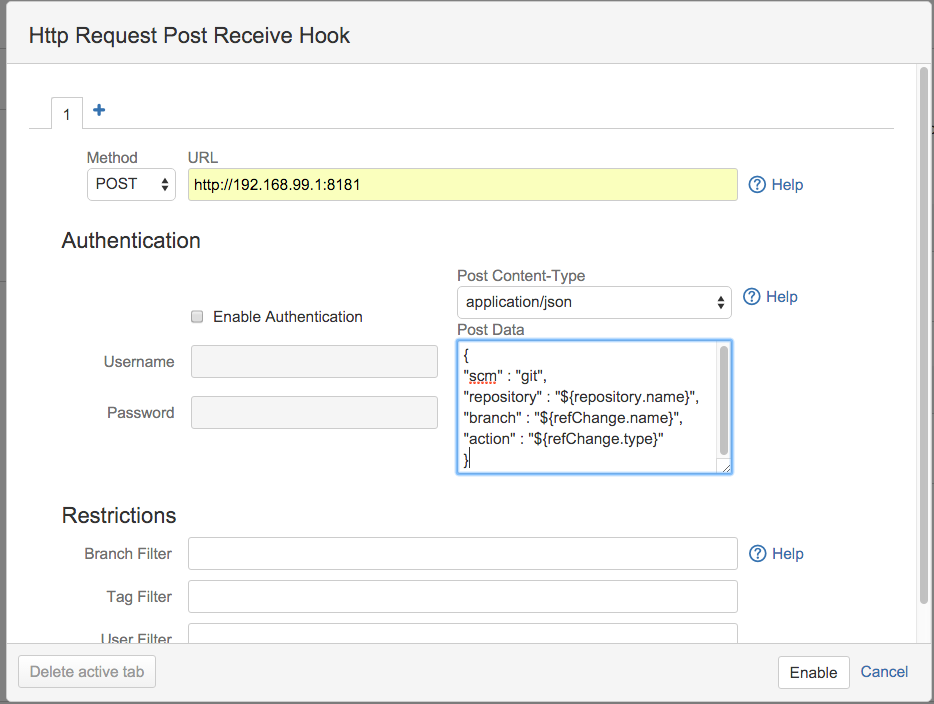 Http Request Post Receive Hook
1 +
Method URL
POST http://192.168.99.1:8181 ? Help
Authentication
Post Content-Type
application/json ? Help
Enable Authentication
Post Data
Username
Password
{
"scm" : "git",
"repository" : "${repository.name}",
"branch" : "${refChange.name}",
"action" : "${refChange.type}"
}
Restrictions
Branch Filter ? Help
Tag Filter
User Filter
Delete active tab Enable Cancel